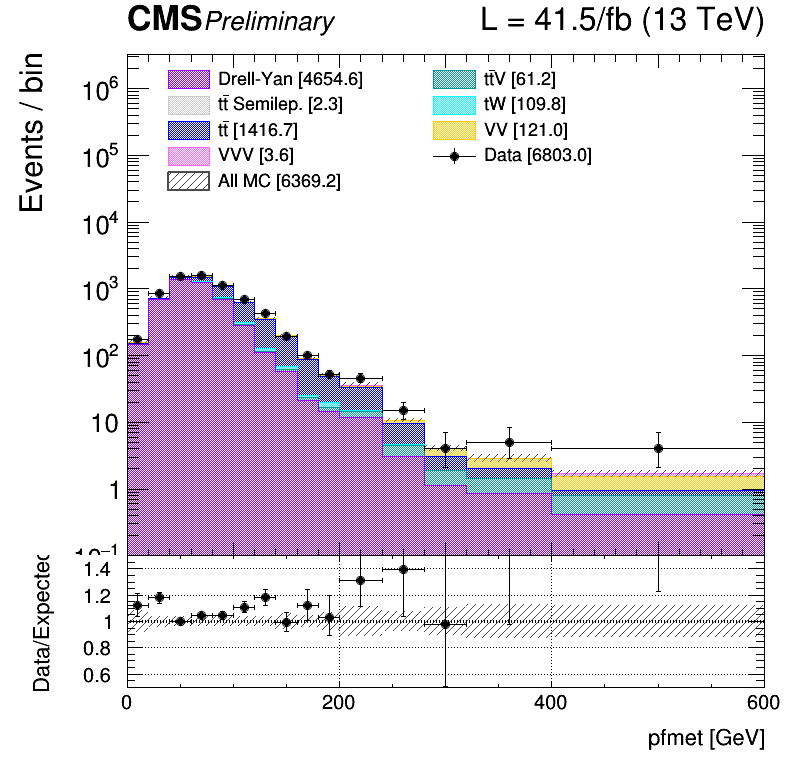 CMS Preliminary L = 41.5/fb (13 TeV)
Events / bin
Drell-Yan [4654.6]
tt̄ Semilep. [2.3]
tt̄ [1416.7]
VVV [3.6]
All MC [6369.2]
tt̄V [61.2]
tW [109.8]
VV [121.0]
Data [6803.0]
10⁶
10⁵
10⁴
10³
10²
10
1
10⁻¹
Data/Expected
1.4
1.2
1
0.8
0.6
0 200 400 600
pfmet [GeV]